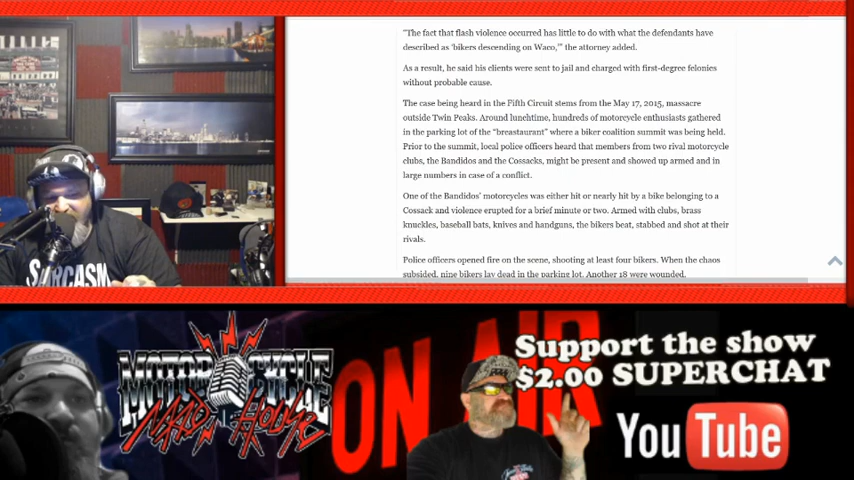 "The fact that flash violence occurred has little to do with what the defendants have
described as 'bikers descending on Waco,'" the attorney added.
As a result, he said his clients were sent to jail and charged with first-degree felonies
without probable cause.
The case being heard in the Fifth Circuit stems from the May 17, 2015, massacre
outside Twin Peaks. Around lunchtime, hundreds of motorcycle enthusiasts gathered
in the parking lot of the "breastaurant" where a biker coalition summit was being held.
Prior to the summit, local police officers heard that members from two rival motorcycle
clubs, the Bandidos and the Cossacks, might be present and showed up armed and in
large numbers in case of a conflict.
One of the Bandidos' motorcycles was either hit or nearly hit by a bike belonging to a
Cossack and violence erupted for a brief minute or two. Armed with clubs, brass
knuckles, baseball bats, knives and handguns, the bikers beat, stabbed and shot at their
rivals.
Police officers opened fire on the scene, shooting at least four bikers. When the chaos
subsided, nine bikers lay dead in the parking lot. Another 18 were wounded.
SARCASM
MOTORCYCLE
MAD HOUSE
ON AIR
Support the show
$2.00 SUPERCHAT
YouTube